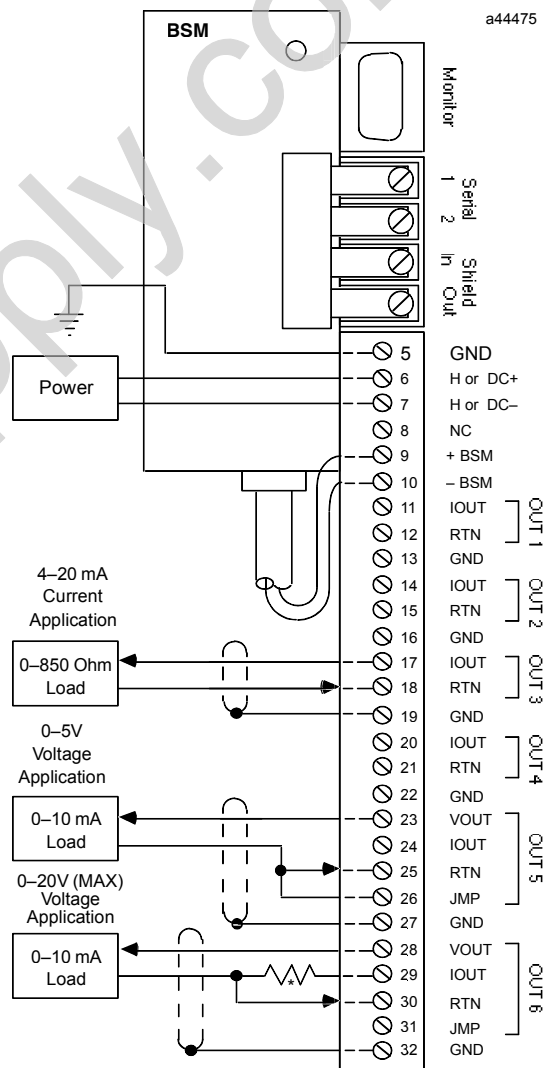 a44475
BSM
Monitor
Serial
1 2
Shield
In Out
5 GND
6 H or DC+
7 H or DC–
8 NC
9 + BSM
10 – BSM
11 IOUT
12 RTN
OUT 1
13 GND
14 IOUT
15 RTN
OUT 2
16 GND
17 IOUT
18 RTN
OUT 3
19 GND
20 IOUT
21 RTN
OUT 4
22 GND
23 VOUT
24 IOUT
25 RTN
26 JMP
OUT 5
27 GND
28 VOUT
29 IOUT
30 RTN
31 JMP
OUT 6
32 GND
Power
4–20 mA
Current
Application
0–850 Ohm
Load
0–5V
Voltage
Application
0–10 mA
Load
0–20V (MAX)
Voltage
Application
0–10 mA
Load
*
pply.co